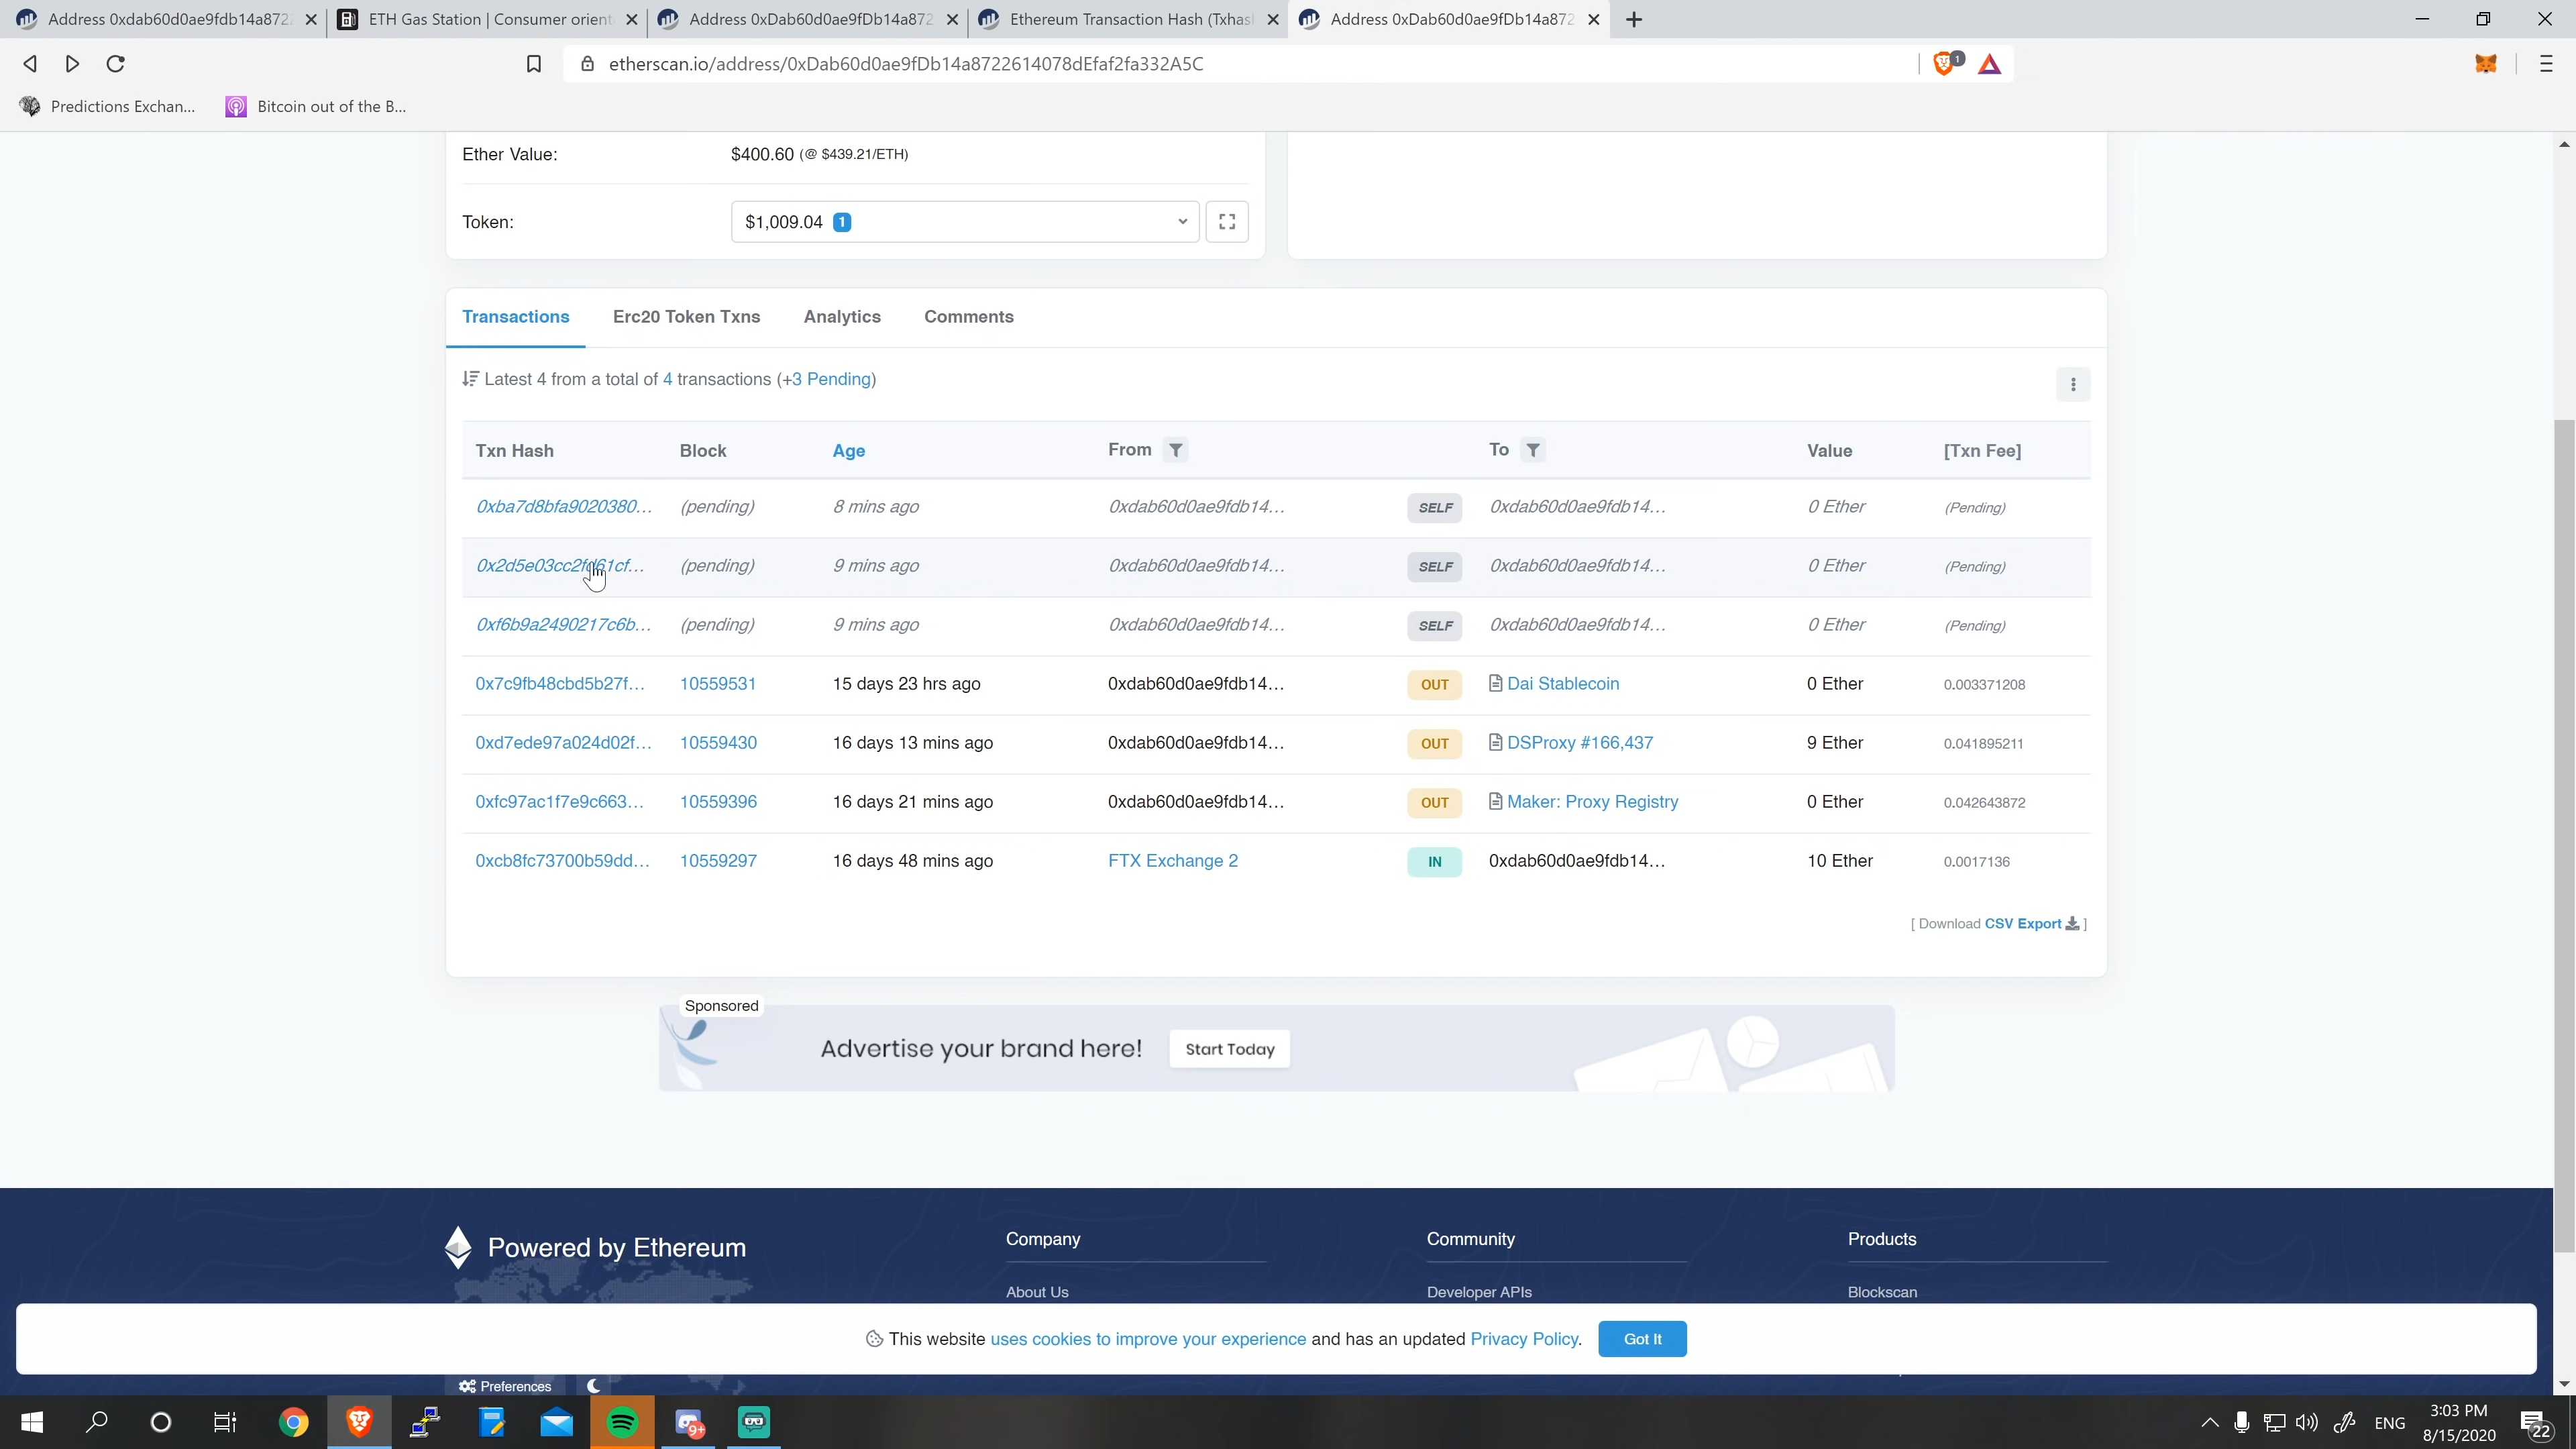 Address 0xdab60d0ae9fdb14a8722
ETH Gas Station | Consumer orient
Address 0xDab60d0ae9fDb14a872
Ethereum Transaction Hash (Txhas
Address 0xDab60d0ae9fDb14a872
etherscan.io/address/0xDab60d0ae9fDb14a8722614078dEfaf2fa332A5C
1
Predictions Exchan...
Bitcoin out of the B...
Ether Value:
$400.60 (@ $439.21/ETH)
Token:
$1,009.04 1
Transactions Erc20 Token Txns Analytics Comments
Latest 4 from a total of 4 transactions (+3 Pending)
Txn Hash Block Age From To Value [Txn Fee]
0xba7d8bfa9020380... (pending) 8 mins ago 0xdab60d0ae9fdb14... SELF 0xdab60d0ae9fdb14... 0 Ether (Pending)
0x2d5e03cc2fd61cf... (pending) 9 mins ago 0xdab60d0ae9fdb14... SELF 0xdab60d0ae9fdb14... 0 Ether (Pending)
0xf6b9a2490217c6b... (pending) 9 mins ago 0xdab60d0ae9fdb14... SELF 0xdab60d0ae9fdb14... 0 Ether (Pending)
0x7c9fb48cbd5b27f... 10559531 15 days 23 hrs ago 0xdab60d0ae9fdb14... OUT Dai Stablecoin 0 Ether 0.003371208
0xd7ede97a024d02f... 10559430 16 days 13 mins ago 0xdab60d0ae9fdb14... OUT DSProxy #166,437 9 Ether 0.041895211
0xfc97ac1f7e9c663... 10559396 16 days 21 mins ago 0xdab60d0ae9fdb14... OUT Maker: Proxy Registry 0 Ether 0.042643872
0xcb8fc73700b59dd... 10559297 16 days 48 mins ago FTX Exchange 2 IN 0xdab60d0ae9fdb14... 10 Ether 0.0017136
[ Download CSV Export ]
Sponsored
Advertise your brand here! Start Today
Powered by Ethereum
Company Community Products
About Us Developer APIs Blockscan
This website uses cookies to improve your experience and has an updated Privacy Policy. Got It
Preferences
9+
ENG
3:03 PM
8/15/2020
22